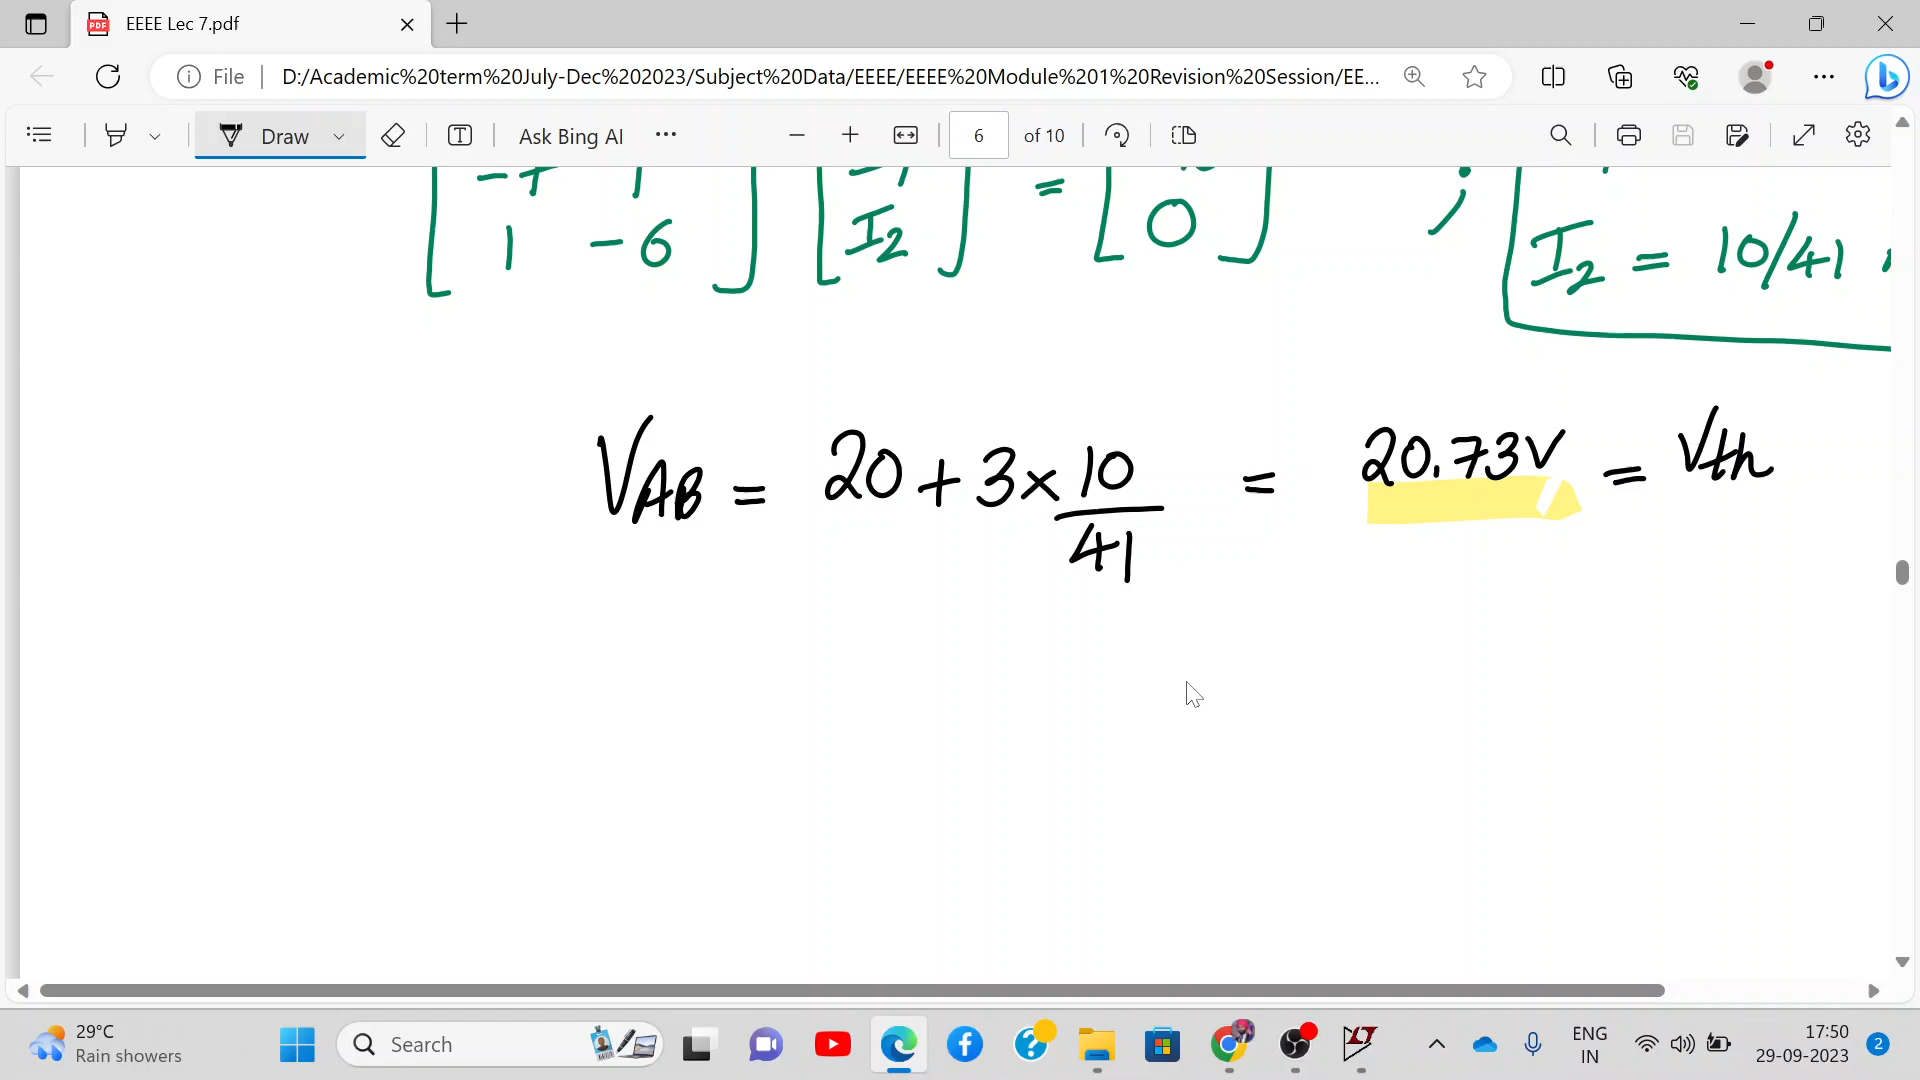 EEEE Lec 7.pdf
File D:/Academic%20term%20July-Dec%202023/Subject%20Data/EEEE/EEEE%20Module%201%20Revision%20Session/EE...
Draw Ask Bing AI 6 of 10
[ 1 -6 ] [ I2 ] = [ 0 ] ; I2 = 10/41
VAB = 20 + 3 × 10/41 = 20.73V = Vth
29°C
Rain showers
Search
ENG
IN
17:50
29-09-2023
2